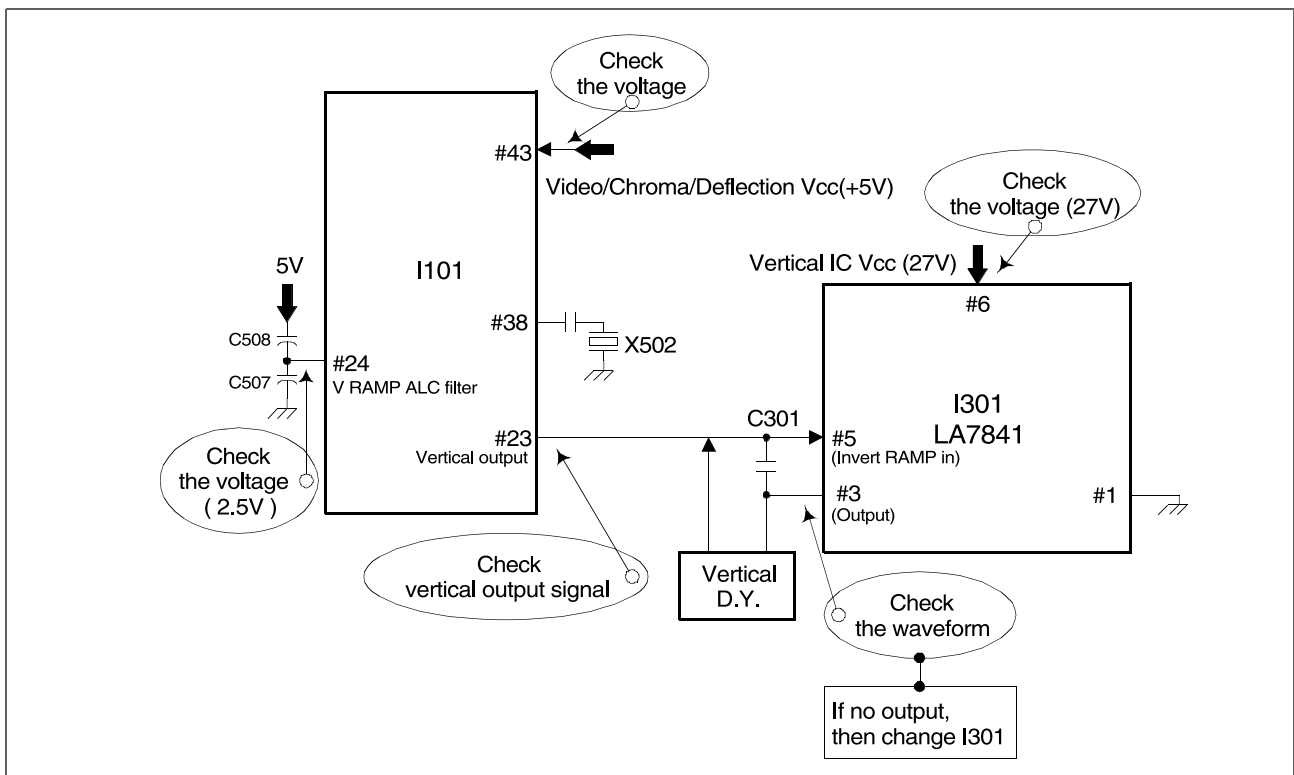 Check
the voltage
#43
Video/Chroma/Deflection Vcc(+5V)
Check
the voltage (27V)
5V
I101
Vertical IC Vcc (27V)
#6
C508
#38
X502
#24
C507
V RAMP ALC filter
I301
LA7841
C301
#23
Vertical output
#5
(Invert RAMP in)
Check
the voltage
( 2.5V )
#3
(Output)
#1
Check
vertical output signal
Vertical
D.Y.
Check
the waveform
If no output,
then change I301